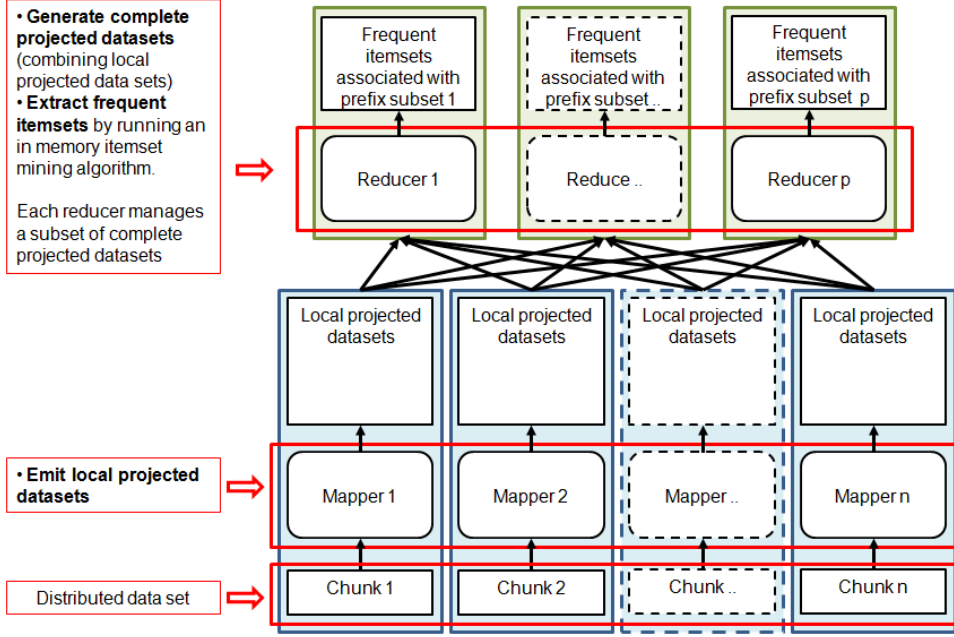 • Generate complete
projected datasets
(combining local
projected data sets)
• Extract frequent
itemsets by running an
in memory itemset
mining algorithm.
Each reducer manages
a subset of complete
projected datasets
Frequent
itemsets
associated with
prefix subset 1
Frequent
itemsets
associated with
prefix subset ..
Frequent
itemsets
associated with
prefix subset p
Reducer 1
Reduce ..
Reducer p
Local projected
datasets
Local projected
datasets
Local projected
datasets
Local projected
datasets
• Emit local projected
datasets
Mapper 1
Mapper 2
Mapper ..
Mapper n
Distributed data set
Chunk 1
Chunk 2
Chunk ..
Chunk n